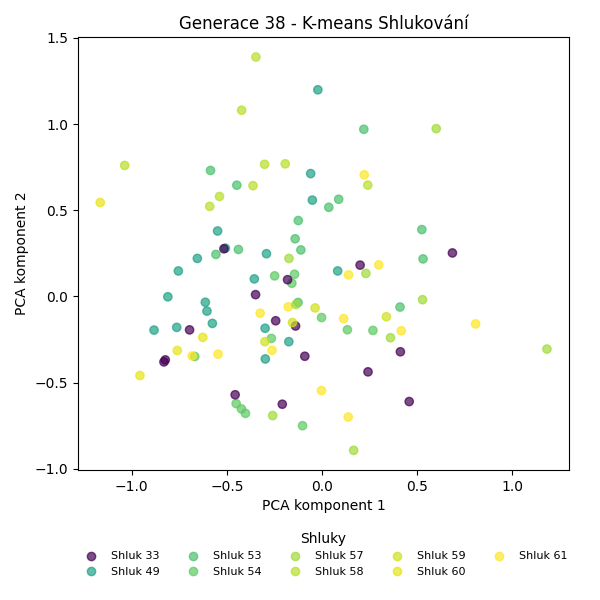 Generace 38 - K-means Shlukování
1.5
1.0
0.5
0.0
−0.5
−1.0
PCA komponent 2
−1.0 −0.5 0.0 0.5 1.0
PCA komponent 1
Shluky
Shluk 33 Shluk 53 Shluk 57 Shluk 59 Shluk 61
Shluk 49 Shluk 54 Shluk 58 Shluk 60